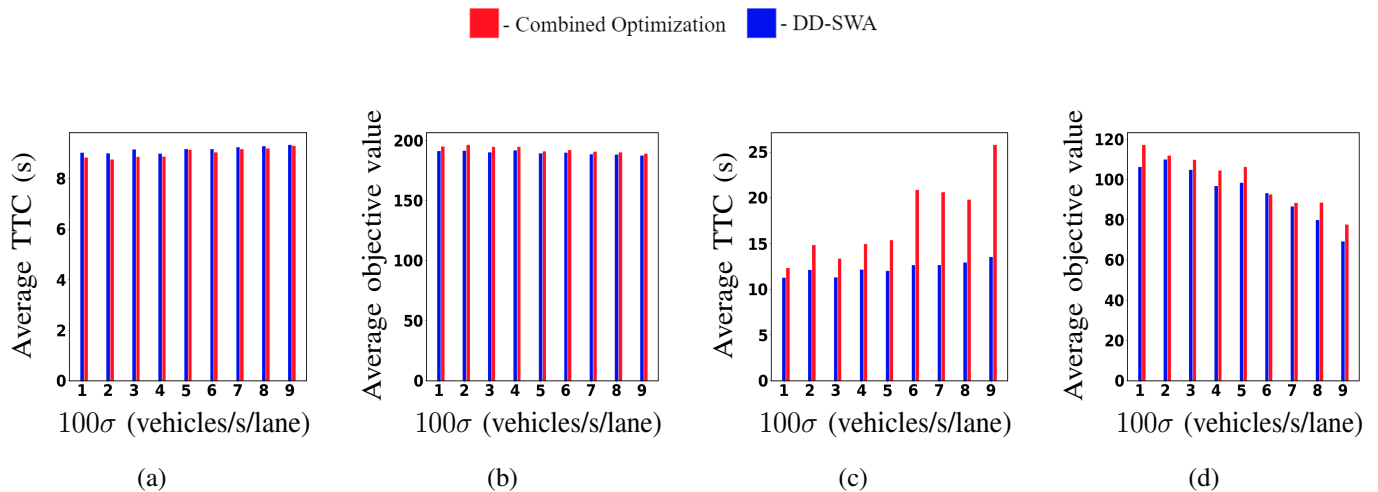 - Combined Optimization - DD-SWA
Average TTC (s)
8
6
4
2
0
1 2 3 4 5 6 7 8 9
100σ (vehicles/s/lane)
(a)
Average objective value
200
150
100
50
0
1 2 3 4 5 6 7 8 9
100σ (vehicles/s/lane)
(b)
Average TTC (s)
25
20
15
10
5
0
1 2 3 4 5 6 7 8 9
100σ (vehicles/s/lane)
(c)
Average objective value
120
100
80
60
40
20
0
1 2 3 4 5 6 7 8 9
100σ (vehicles/s/lane)
(d)